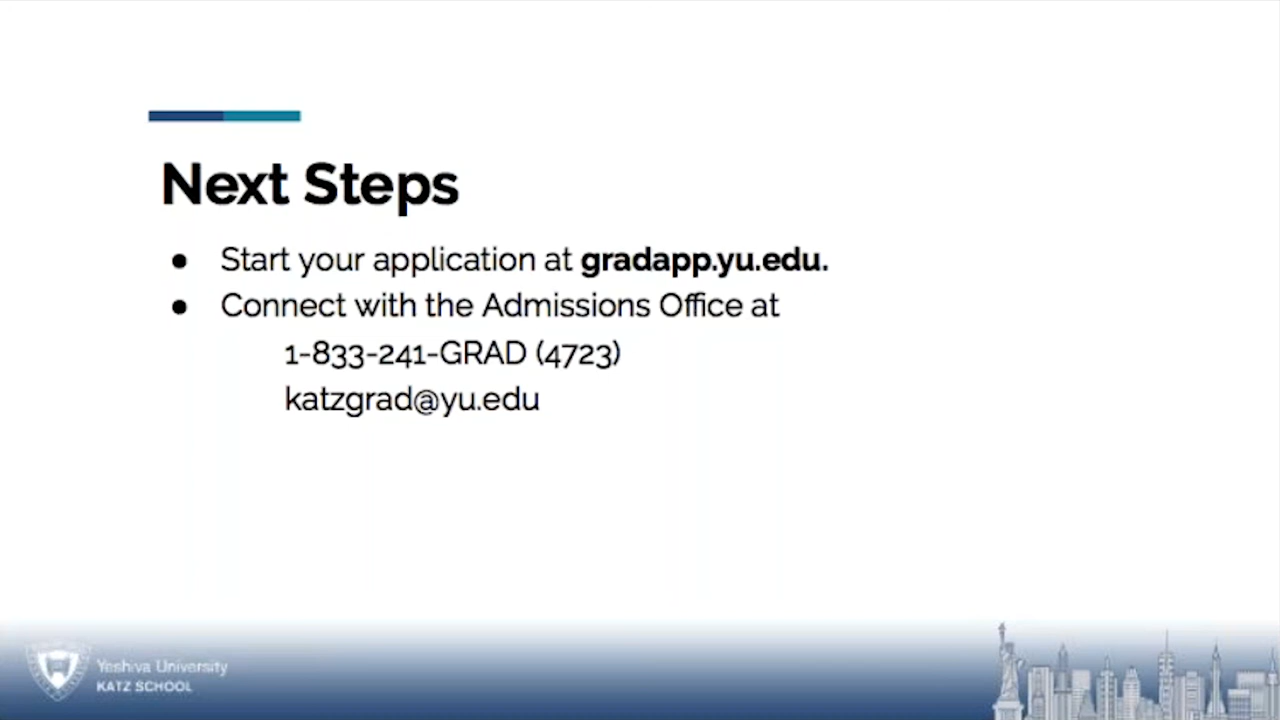 Next Steps
● Start your application at gradapp.yu.edu.
● Connect with the Admissions Office at
1-833-241-GRAD (4723)
katzgrad@yu.edu
Yeshiva University
KATZ SCHOOL